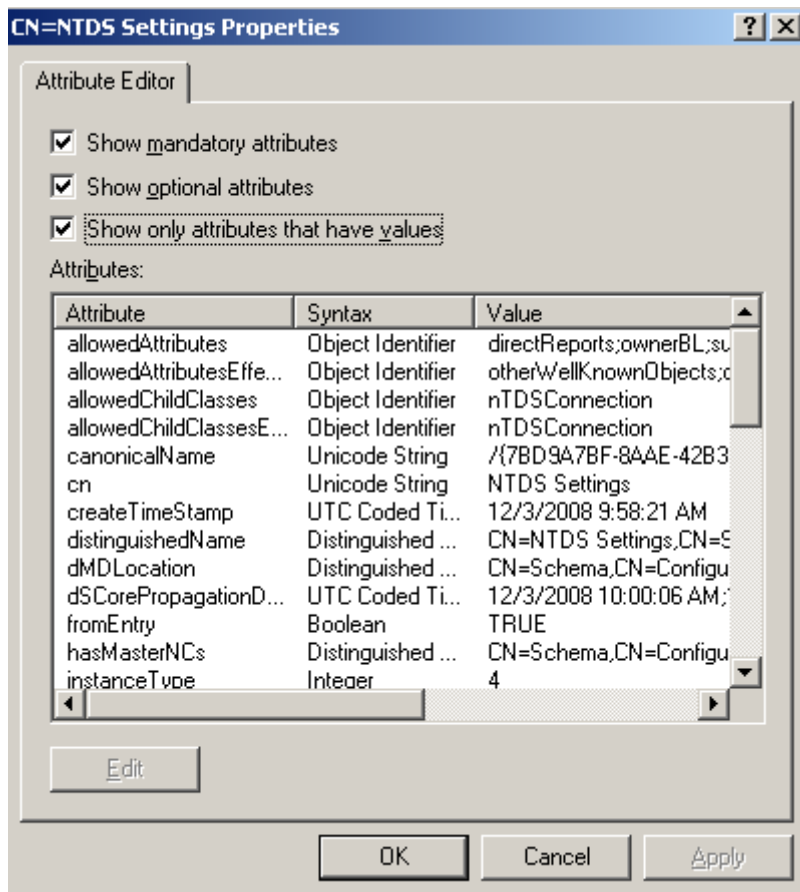 CN=NTDS Settings Properties
Attribute Editor
Show mandatory attributes
Show optional attributes
Show only attributes that have values
Attributes:
Attribute Syntax Value
allowedAttributes Object Identifier directReports;ownerBL;su
allowedAttributesEffe... Object Identifier otherWellKnownObjects;c
allowedChildClasses Object Identifier nTDSConnection
allowedChildClassesE... Object Identifier nTDSConnection
canonicalName Unicode String /{7BD9A7BF-8AAE-42B3
cn Unicode String NTDS Settings
createTimeStamp UTC Coded Ti... 12/3/2008 9:58:21 AM
distinguishedName Distinguished ... CN=NTDS Settings,CN=S
dMDLocation Distinguished ... CN=Schema,CN=Configu
dSCorePropagationD... UTC Coded Ti... 12/3/2008 10:00:06 AM;
fromEntry Boolean TRUE
hasMasterNCs Distinguished ... CN=Schema,CN=Configu
instanceType Integer 4
Edit
OK Cancel Apply